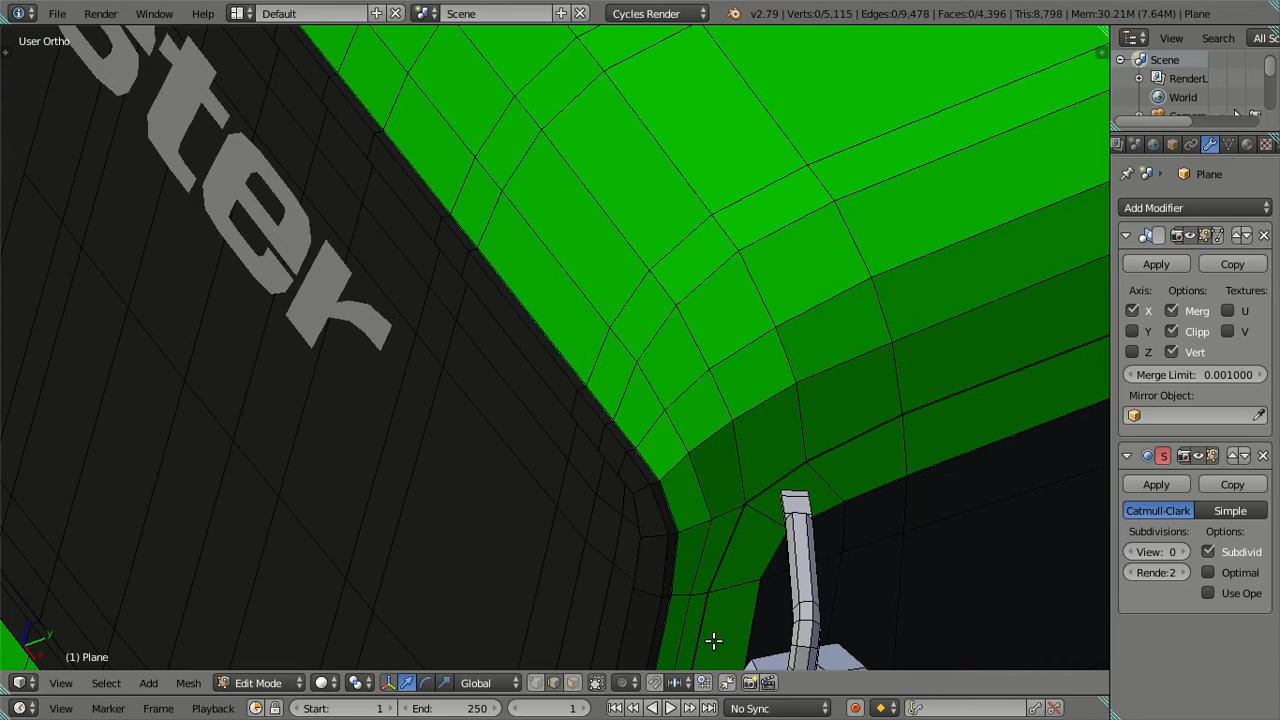 File Render Window Help Default Scene Cycles Render v2.79 | Verts:0/5,115 | Edges:0/9,478 | Faces:0/4,396 | Tris:8,798 | Mem:30.21M (7.64M) | Plane
User Ortho
View Search All Sc
Scene
RenderL
World
Plane
Add Modifier
Apply Copy
Axis: Options: Textures:
X Merg U
Y Clipp V
Z Vert
Merge Limit: 0.001000
Mirror Object:
S
Apply Copy
Catmull-Clark Simple
Subdivisions: Options:
View: 0 Subdivid
Rende:2 Optimal
Use Ope
ter
y
x
(1) Plane
View Select Add Mesh Edit Mode Global
View Marker Frame Playback Start: 1 End: 250 1 No Sync